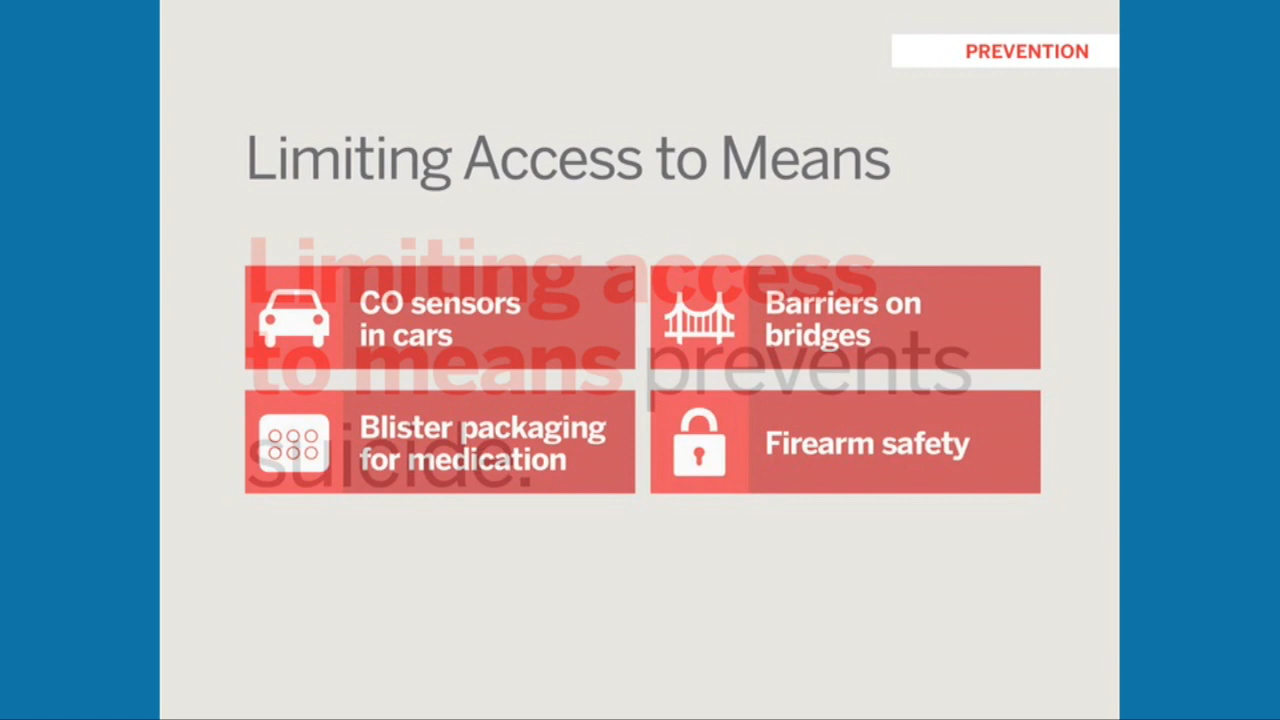 PREVENTION
Limiting Access to Means
Limiting access
to means prevents
suicide.
CO sensors
in cars
Barriers on
bridges
Blister packaging
for medication
Firearm safety